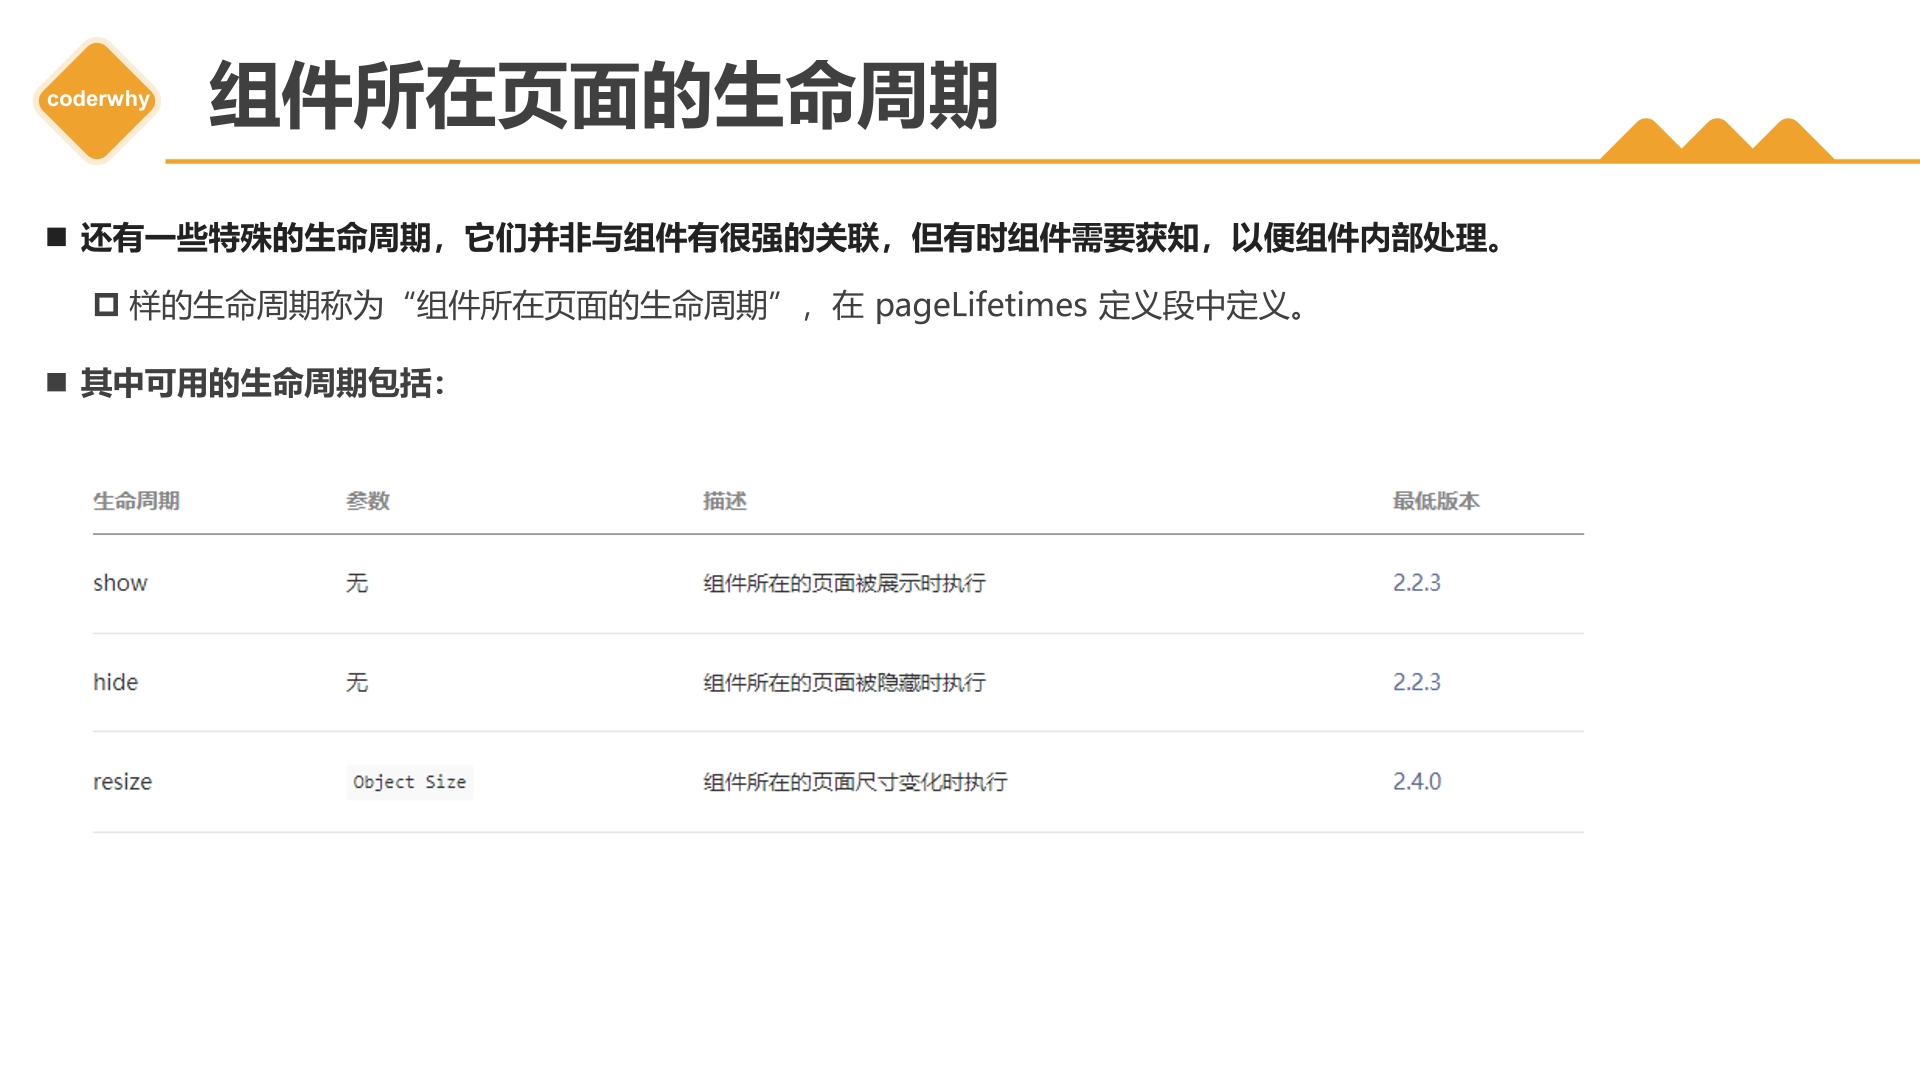 coderwhy
组件所在页面的生命周期
还有一些特殊的生命周期，它们并非与组件有很强的关联，但有时组件需要获知，以便组件内部处理。
样的生命周期称为“组件所在页面的生命周期”，在 pageLifetimes 定义段中定义。
其中可用的生命周期包括：
生命周期 参数 描述 最低版本
show 无 组件所在的页面被展示时执行 2.2.3
hide 无 组件所在的页面被隐藏时执行 2.2.3
resize Object Size 组件所在的页面尺寸变化时执行 2.4.0